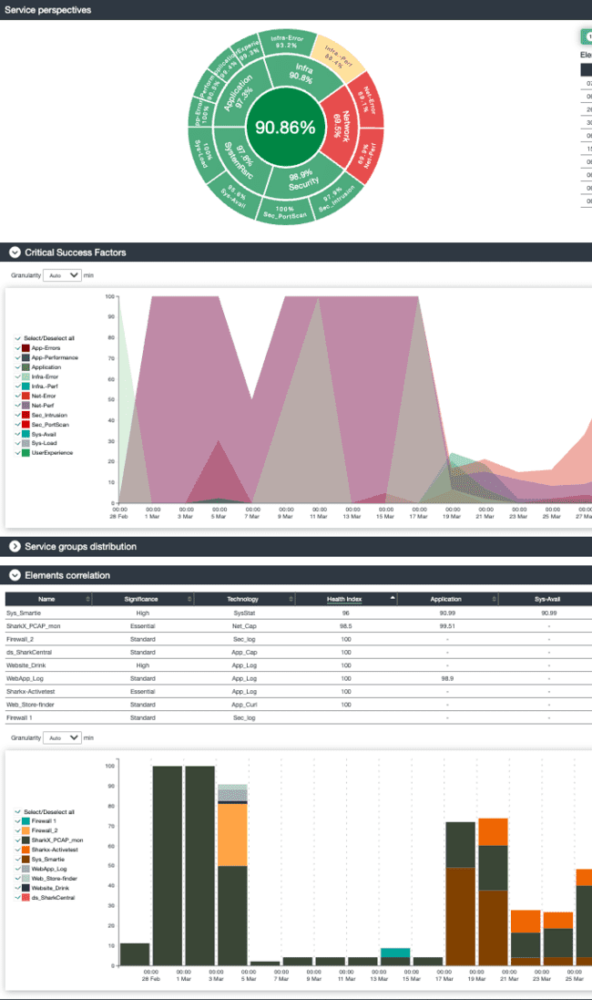 Service perspectives
Infra-Error
93.2%
Infra.-Perf
88.4%
Infra
90.8%
Application
97.3%
Net-Error
69.1%
Network
69.5%
90.86%
Net-Perf
69.9%
100%
Sys-Load
97.8%
SystemRsrc
98.9%
Security
Sys-Avail
100%
Sec_PortScan
97.9%
Sec_Intrusion
Critical Success Factors
Granularity Auto min
Select/Deselect all
App-Errors
App-Performance
Application
Infra-Error
Infra.-Perf
Net-Error
Net-Perf
Sec_Intrusion
Sec_PortScan
Sys-Avail
Sys-Load
UserExperience
100
90
80
70
60
50
40
30
20
10
0
00:00 00:00 00:00 00:00 00:00 00:00 00:00 00:00 00:00 00:00 00:00 00:00 00:00 00:00 00:00
28 Feb 1 Mar 3 Mar 5 Mar 7 Mar 9 Mar 11 Mar 13 Mar 15 Mar 17 Mar 19 Mar 21 Mar 23 Mar 25 Mar 27 Mar
Service groups distribution
Elements correlation
Name Significance Technology Health Index Application Sys-Avail
Sys_Smartie High SysStat 96 90.99 90.99
SharkX_PCAP_mon Essential Net_Cap 98.5 99.51 -
Firewall_2 Standard Sec_log 100 - -
ds_SharkCentral Standard App_Cap 100 - -
Website_Drink High App_Log 100 - -
WebApp_Log Standard App_Log 100 98.9 -
Sharkx-Activetest Essential App_Log 100 - -
Web_Store-finder Standard App_Curl 100 - -
Firewall 1 Standard Sec_log - -
Granularity Auto min
Select/Deselect all
Firewall 1
Firewall_2
SharkX_PCAP_mon
Sharkx-Activetest
Sys_Smartie
WebApp_Log
Web_Store-finder
Website_Drink
ds_SharkCentral
100
90
80
70
60
50
40
30
20
10
0
00:00 00:00 00:00 00:00 00:00 00:00 00:00 00:00 00:00 00:00 00:00 00:00 00:00 00:00
28 Feb 1 Mar 3 Mar 5 Mar 7 Mar 9 Mar 11 Mar 13 Mar 15 Mar 17 Mar 19 Mar 21 Mar 23 Mar 25 Mar